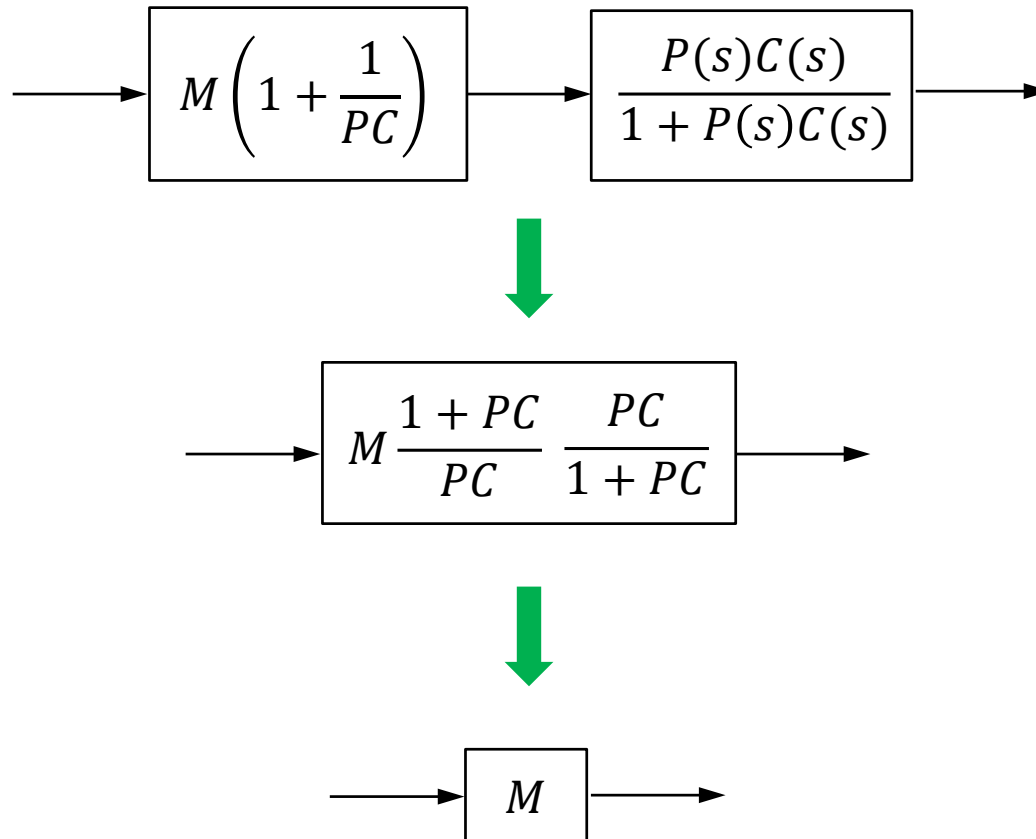 M(1 + 1/PC) P(s)C(s)/1 + P(s)C(s)
M 1 + PC/PC PC/1 + PC
M